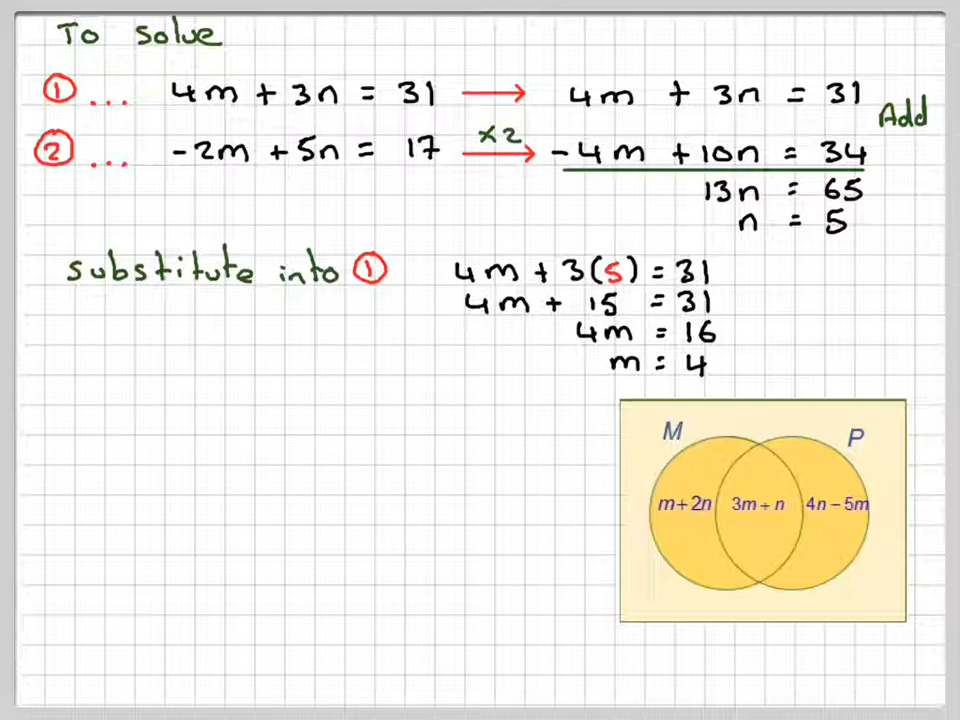 To solve
① ... 4m + 3n = 31 → 4m + 3n = 31
Add
② ... -2m + 5n = 17 ×2→ -4m + 10n = 34
13n = 65
n = 5
substitute into ① 4m + 3(5) = 31
4m + 15 = 31
4m = 16
m = 4
M P
m+2n 3m+n 4n−5m